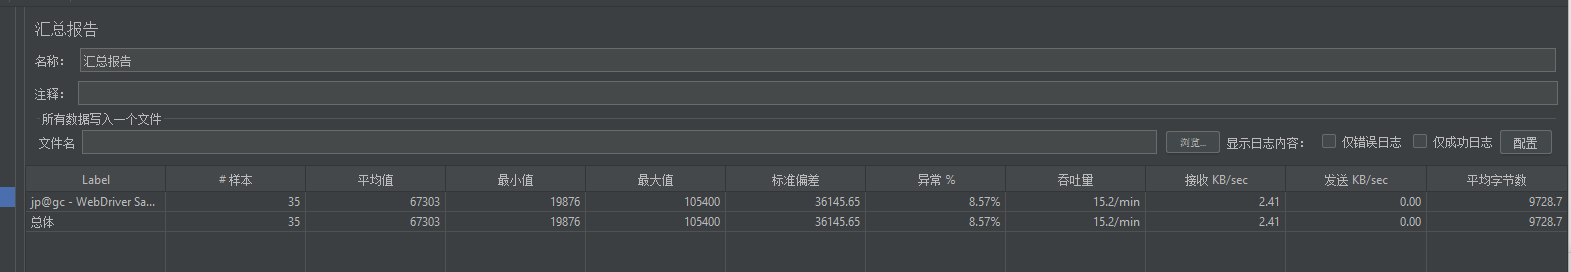 汇总报告
名称: 汇总报告
注释:
所有数据写入一个文件
文件名 浏览... 显示日志内容: 仅错误日志 仅成功日志 配置
Label # 样本 平均值 最小值 最大值 标准偏差 异常 % 吞吐量 接收 KB/sec 发送 KB/sec 平均字节数
jp@gc - WebDriver Sa... 35 67303 19876 105400 36145.65 8.57% 15.2/min 2.41 0.00 9728.7
总体 35 67303 19876 105400 36145.65 8.57% 15.2/min 2.41 0.00 9728.7